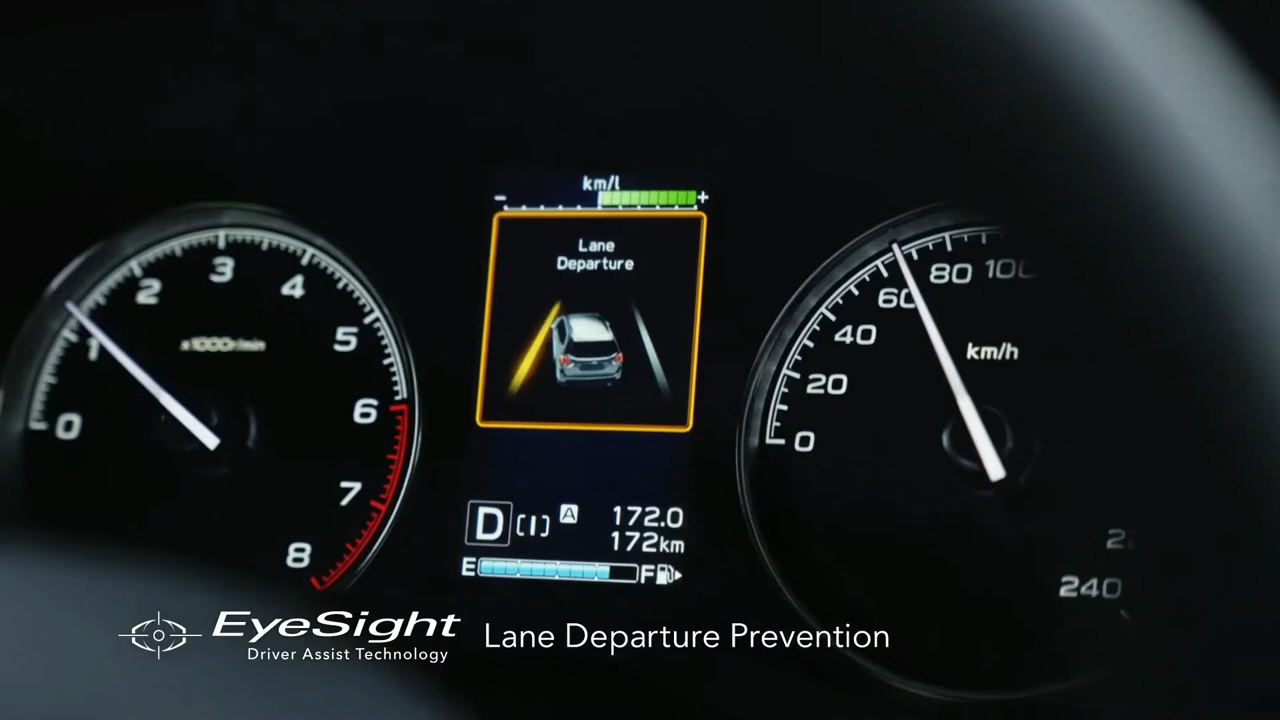 km/l
- +
Lane
Departure
0 1 2 3 4 5 6 7 8
x1000r/min
0 20 40 60 80 100
km/h
240
D [I] A 172.0
172km
E F
EyeSight
Driver Assist Technology
Lane Departure Prevention